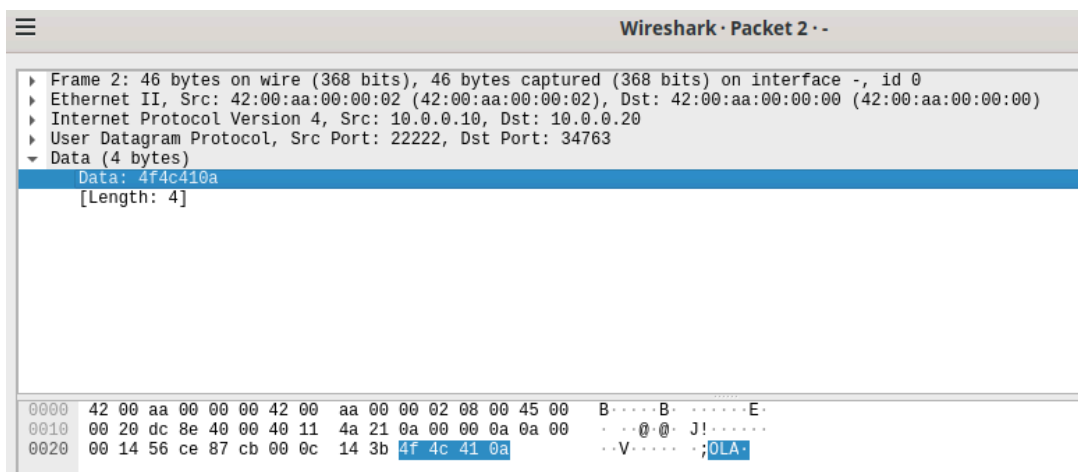 Wireshark · Packet 2 · -
Frame 2: 46 bytes on wire (368 bits), 46 bytes captured (368 bits) on interface -, id 0
Ethernet II, Src: 42:00:aa:00:00:02 (42:00:aa:00:00:02), Dst: 42:00:aa:00:00:00 (42:00:aa:00:00:00)
Internet Protocol Version 4, Src: 10.0.0.10, Dst: 10.0.0.20
User Datagram Protocol, Src Port: 22222, Dst Port: 34763
Data (4 bytes)
Data: 4f4c410a
[Length: 4]
0000 42 00 aa 00 00 00 42 00 aa 00 00 02 08 00 45 00 B·····B· ······E·
0010 00 20 dc 8e 40 00 40 11 4a 21 0a 00 00 0a 0a 00 · ··@·@· J!······
0020 00 14 56 ce 87 cb 00 0c 14 3b 4f 4c 41 0a ··V····· ·;OLA·